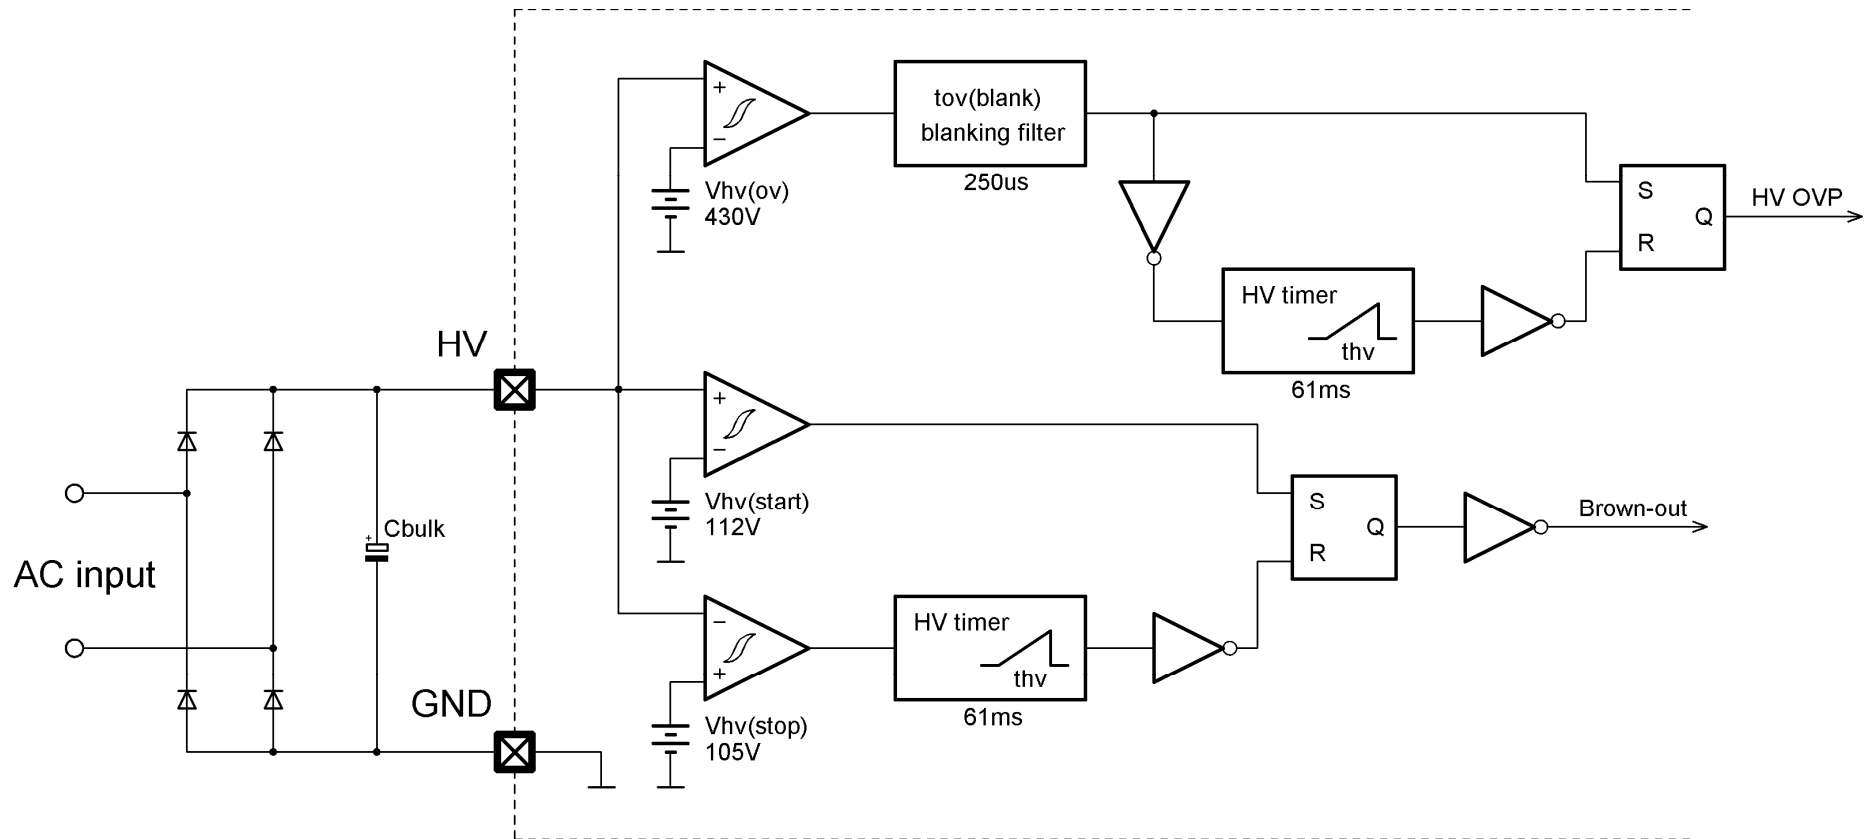 +
−
tov(blank)
blanking filter
250us
Vhv(ov)
430V
S
R
Q
HV OVP
HV timer
thv
61ms
HV
+
−
Vhv(start)
112V
S
R
Q
Brown-out
+
Cbulk
AC input
−
+
HV timer
thv
61ms
GND
Vhv(stop)
105V